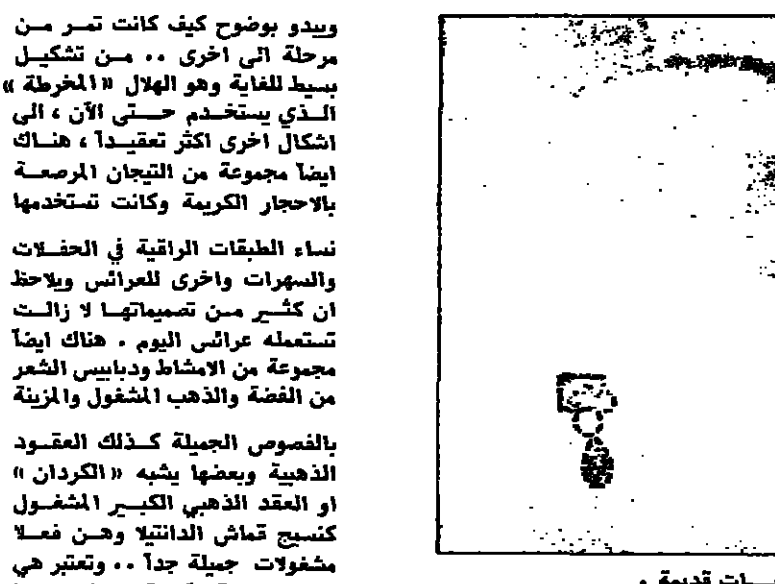 ويبدو بوضوح كيف كانت تمر من
مرحلة الى اخرى .. من تشكيل
بسيط للغاية وهو الهلال «المخرطة»
الذي يستخدم حتى الآن ، الى
اشكال اخرى اكثر تعقيداً ، هناك
ايضاً مجموعة من التيجان المرصعة
بالاحجار الكريمة وكانت تستخدمها
نساء الطبقات الراقية في الحفلات
والسهرات واخرى للعرائس ويلاحظ
ان كثير من تصميماتها لا زالت
تستعمله عرائس اليوم . هناك ايضاً
مجموعة من الامشاط ودبابيس الشعر
من الفضة والذهب المشغول والمزينة
بالفصوص الجميلة كذلك العقود
الذهبية وبعضها يشبه «الكردان»
او العقد الذهبي الكبير المشغول
كنسيج قماش الدانتيلا وهن فعلا
مشغولات جميلة جداً .. وتعتبر هي
ـات قديمة .